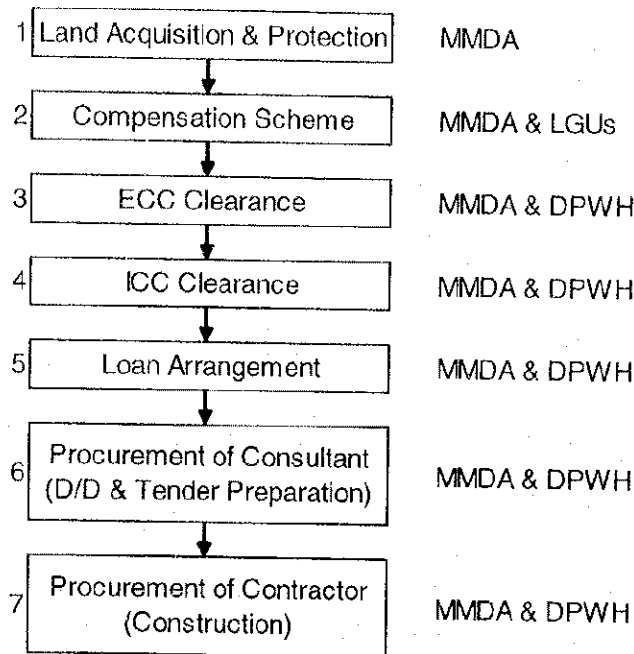 1 Land Acquisition & Protection MMDA
2 Compensation Scheme MMDA & LGUs
3 ECC Clearance MMDA & DPWH
4 ICC Clearance MMDA & DPWH
5 Loan Arrangement MMDA & DPWH
Procurement of Consultant
6 (D/D & Tender Preparation) MMDA & DPWH
Procurement of Contractor
7 (Construction) MMDA & DPWH